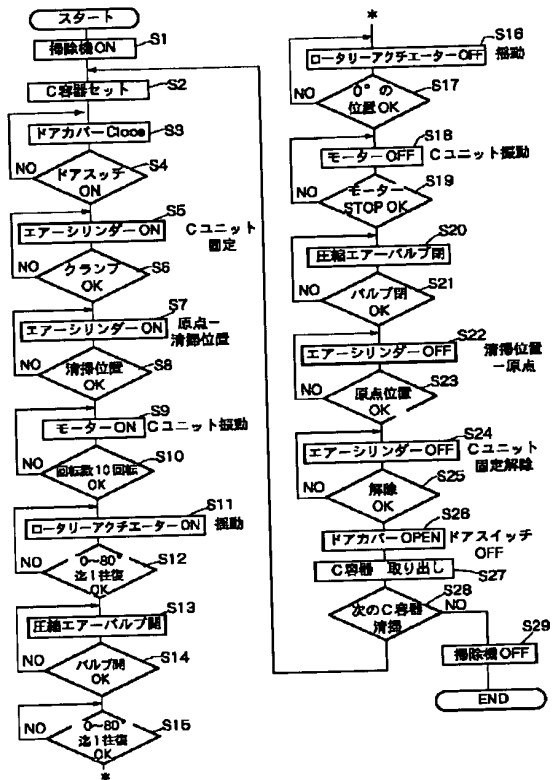 スタート
掃除機ON S1
C容器セット S2
ドアカバーClose S3
ドアスッチ S4
ON
NO
エアーシリンダーON S5
Cユニット
固定
クランプ S6
OK
NO
エアーシリンダーON S7
原点－
清掃位置
清掃位置 S8
OK
NO
モーターON S9
Cユニット振動
回転数10回転 S10
OK
NO
ロータリーアクチエーターON S11
揺動
0〜80° S12
迄1往復
OK
NO
圧縮エアーバルブ開 S13
バルブ開 S14
OK
NO
0〜80° S15
迄1往復
OK
NO
*
*
ロータリーアクチエーターOFF S16
揺動
0°の S17
位置OK
NO
モーターOFF S18
Cユニット振動
モーター S19
STOP OK
NO
圧縮エアーバルブ閉 S20
バルブ閉 S21
OK
NO
エアーシリンダーOFF S22
清掃位置
－原点
原点位置 S23
OK
NO
エアーシリンダーOFF S24
Cユニット
固定解除
解除 S25
OK
NO
ドアカバーOPEN S26
ドアスイッチ
OFF
C容器 取り出し S27
次のC容器 S28
清掃
NO
掃除機OFF S29
END